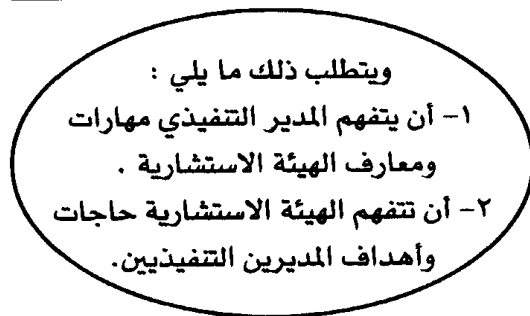 ويتطلب ذلك ما يلي :
١- أن يتفهم المدير التنفيذي مهارات
ومعارف الهيئة الاستشارية .
٢- أن تتفهم الهيئة الاستشارية حاجات
وأهداف المديرين التنفيذيين.